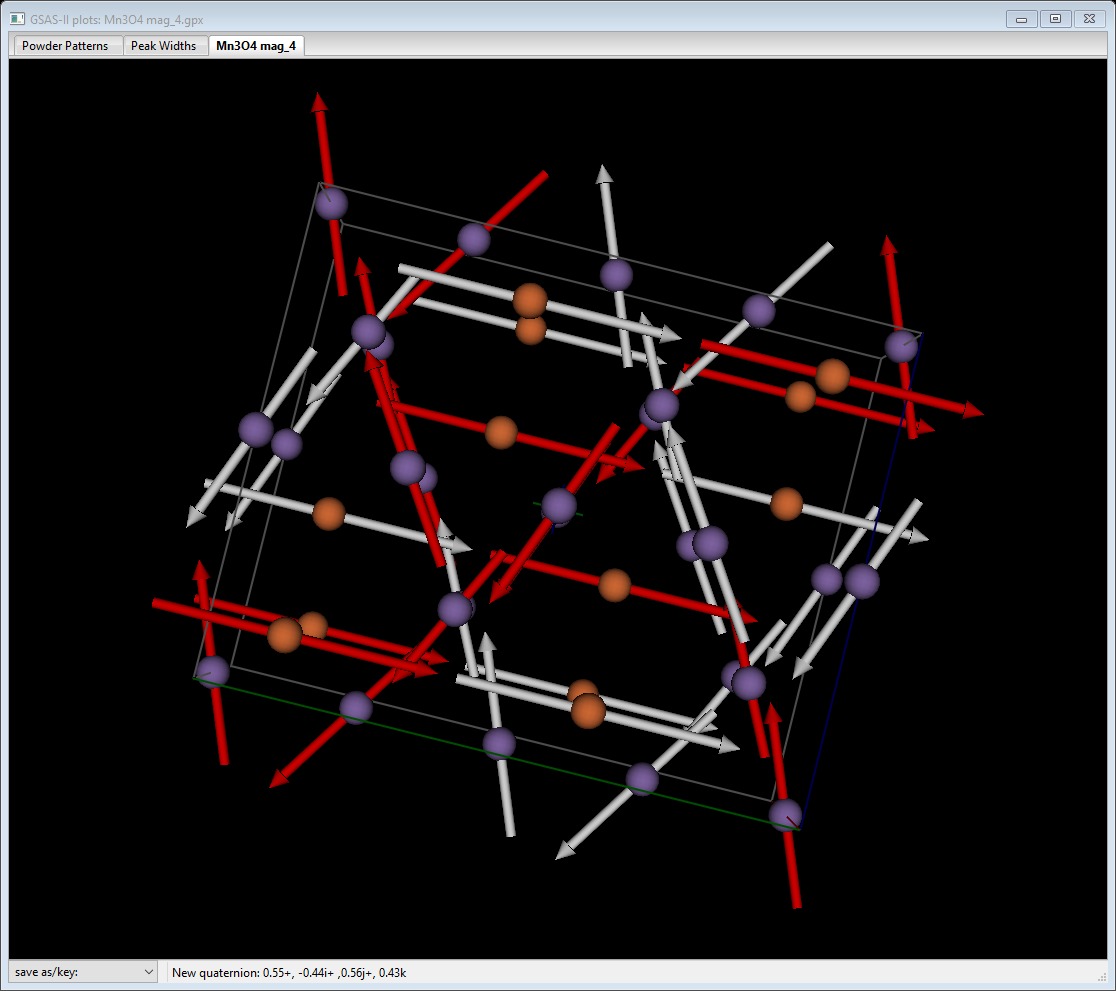 GSAS-II plots: Mn3O4 mag_4.gpx
Powder Patterns Peak Widths Mn3O4 mag_4
save as/key: New quaternion: 0.55+, -0.44i+ ,0.56j+, 0.43k